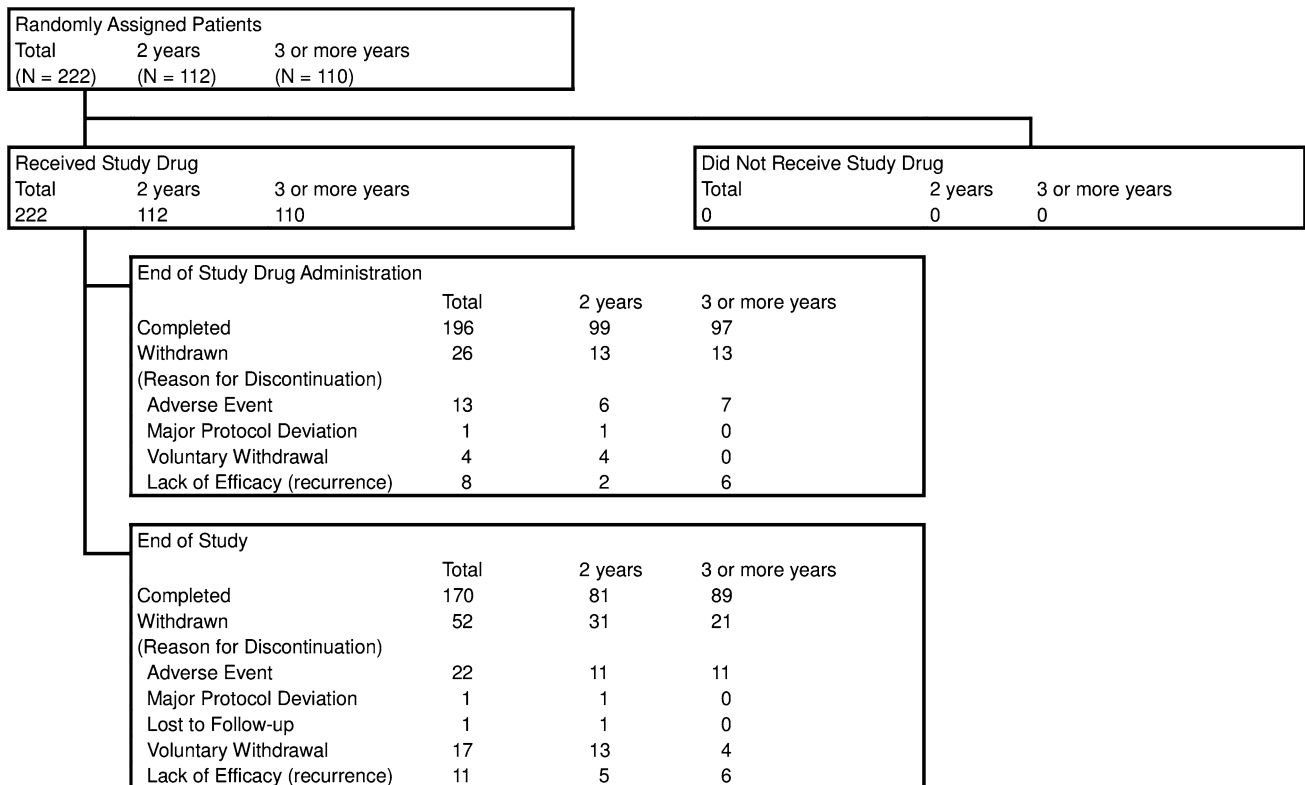 Randomly Assigned Patients
Total 2 years 3 or more years
(N = 222) (N = 112) (N = 110)
Received Study Drug
Total 2 years 3 or more years
222 112 110
Did Not Receive Study Drug
Total 2 years 3 or more years
0 0 0
End of Study Drug Administration
Total 2 years 3 or more years
Completed 196 99 97
Withdrawn 26 13 13
(Reason for Discontinuation)
Adverse Event 13 6 7
Major Protocol Deviation 1 1 0
Voluntary Withdrawal 4 4 0
Lack of Efficacy (recurrence) 8 2 6
End of Study
Total 2 years 3 or more years
Completed 170 81 89
Withdrawn 52 31 21
(Reason for Discontinuation)
Adverse Event 22 11 11
Major Protocol Deviation 1 1 0
Lost to Follow-up 1 1 0
Voluntary Withdrawal 17 13 4
Lack of Efficacy (recurrence) 11 5 6